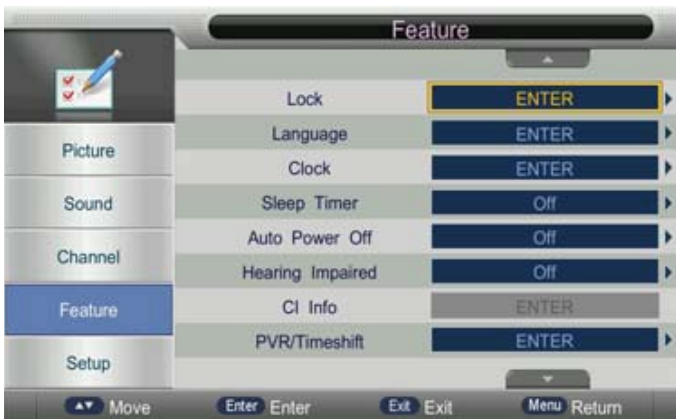 Feature
Lock ENTER
Language ENTER
Picture
Clock ENTER
Sound
Sleep Timer Off
Auto Power Off Off
Channel
Hearing Impaired Off
Feature
CI Info ENTER
PVR/Timeshift ENTER
Setup
Move Enter Enter Exit Exit Menu Return